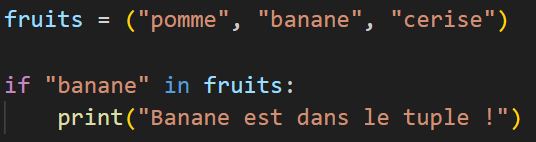 fruits = ("pomme", "banane", "cerise")
if "banane" in fruits:
    print("Banane est dans le tuple !")